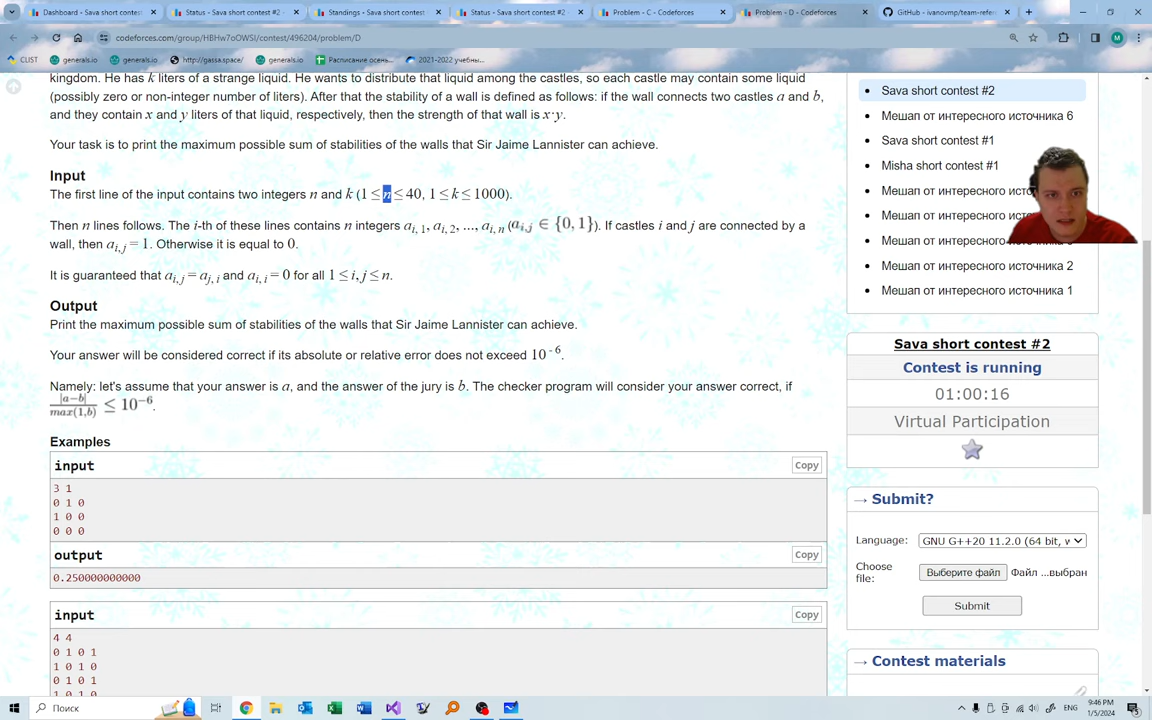 Dashboard - Sava short contest
Status - Sava short contest #2 -
Standings - Sava short contest
Status - Sava short contest #2 -
Problem - C - Codeforces
Problem - D - Codeforces
GitHub - ivanovmp/team-refe
codeforces.com/group/HBHw7oOWSI/contest/496204/problem/D
CLIST generals.io generals.io http://gassa.space/ generals.io Расписание осень... 2021-2022 учебны...
kingdom. He has k liters of a strange liquid. He wants to distribute that liquid among the castles, so each castle may contain some liquid
(possibly zero or non-integer number of liters). After that the stability of a wall is defined as follows: if the wall connects two castles a and b,
and they contain x and y liters of that liquid, respectively, then the strength of that wall is x·y.
Your task is to print the maximum possible sum of stabilities of the walls that Sir Jaime Lannister can achieve.
Input
The first line of the input contains two integers n and k (1 ≤ n ≤ 40, 1 ≤ k ≤ 1000).
Then n lines follows. The i-th of these lines contains n integers a_{i, 1}, a_{i, 2}, ..., a_{i, n} (a_{i,j} ∈ {0, 1}). If castles i and j are connected by a
wall, then a_{i, j} = 1. Otherwise it is equal to 0.
It is guaranteed that a_{i, j} = a_{j, i} and a_{i, i} = 0 for all 1 ≤ i, j ≤ n.
Output
Print the maximum possible sum of stabilities of the walls that Sir Jaime Lannister can achieve.
Your answer will be considered correct if its absolute or relative error does not exceed 10^{-6}.
Namely: let's assume that your answer is a, and the answer of the jury is b. The checker program will consider your answer correct, if
|a−b| / max(1,b) ≤ 10^{−6}.
Examples
input
Copy
3 1
0 1 0
1 0 0
0 0 0
output
Copy
0.250000000000
input
Copy
4 4
0 1 0 1
1 0 1 0
0 1 0 1
1 0 1 0
Sava short contest #2
Мешап от интересного источника 6
Sava short contest #1
Misha short contest #1
Мешап от интересного
Мешап от интересного
Мешап от интересного
Мешап от интересного источника 2
Мешап от интересного источника 1
Sava short contest #2
Contest is running
01:00:16
Virtual Participation
→ Submit?
Language: GNU G++20 11.2.0 (64 bit, w
Choose file: Выберите файл Файл ...выбран
Submit
→ Contest materials
Поиск
ENG
9:46 PM
1/5/2024